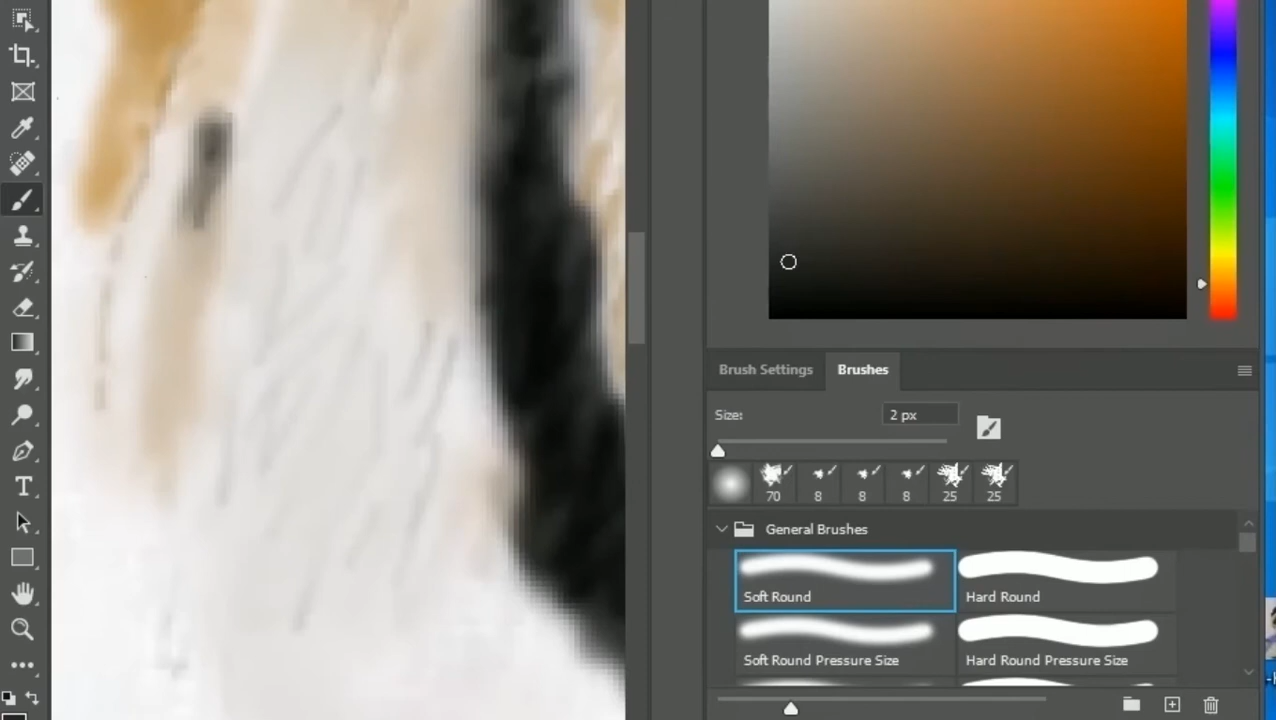 Brush Settings
Brushes
Size:
2 px
70
8
8
8
25
25
General Brushes
Soft Round
Hard Round
Soft Round Pressure Size
Hard Round Pressure Size